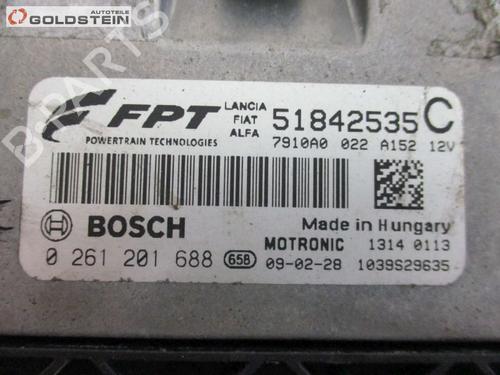 Autoteile
GOLDSTEIN
B-PARTS
FPT
POWERTRAIN TECHNOLOGIES
LANCIA
FIAT
ALFA
51842535 C
7910A0 022 A152 12V
BOSCH
Made in Hungary
MOTRONIC 1314 0113
0 261 201 688 658 09-02-28 1039S29635